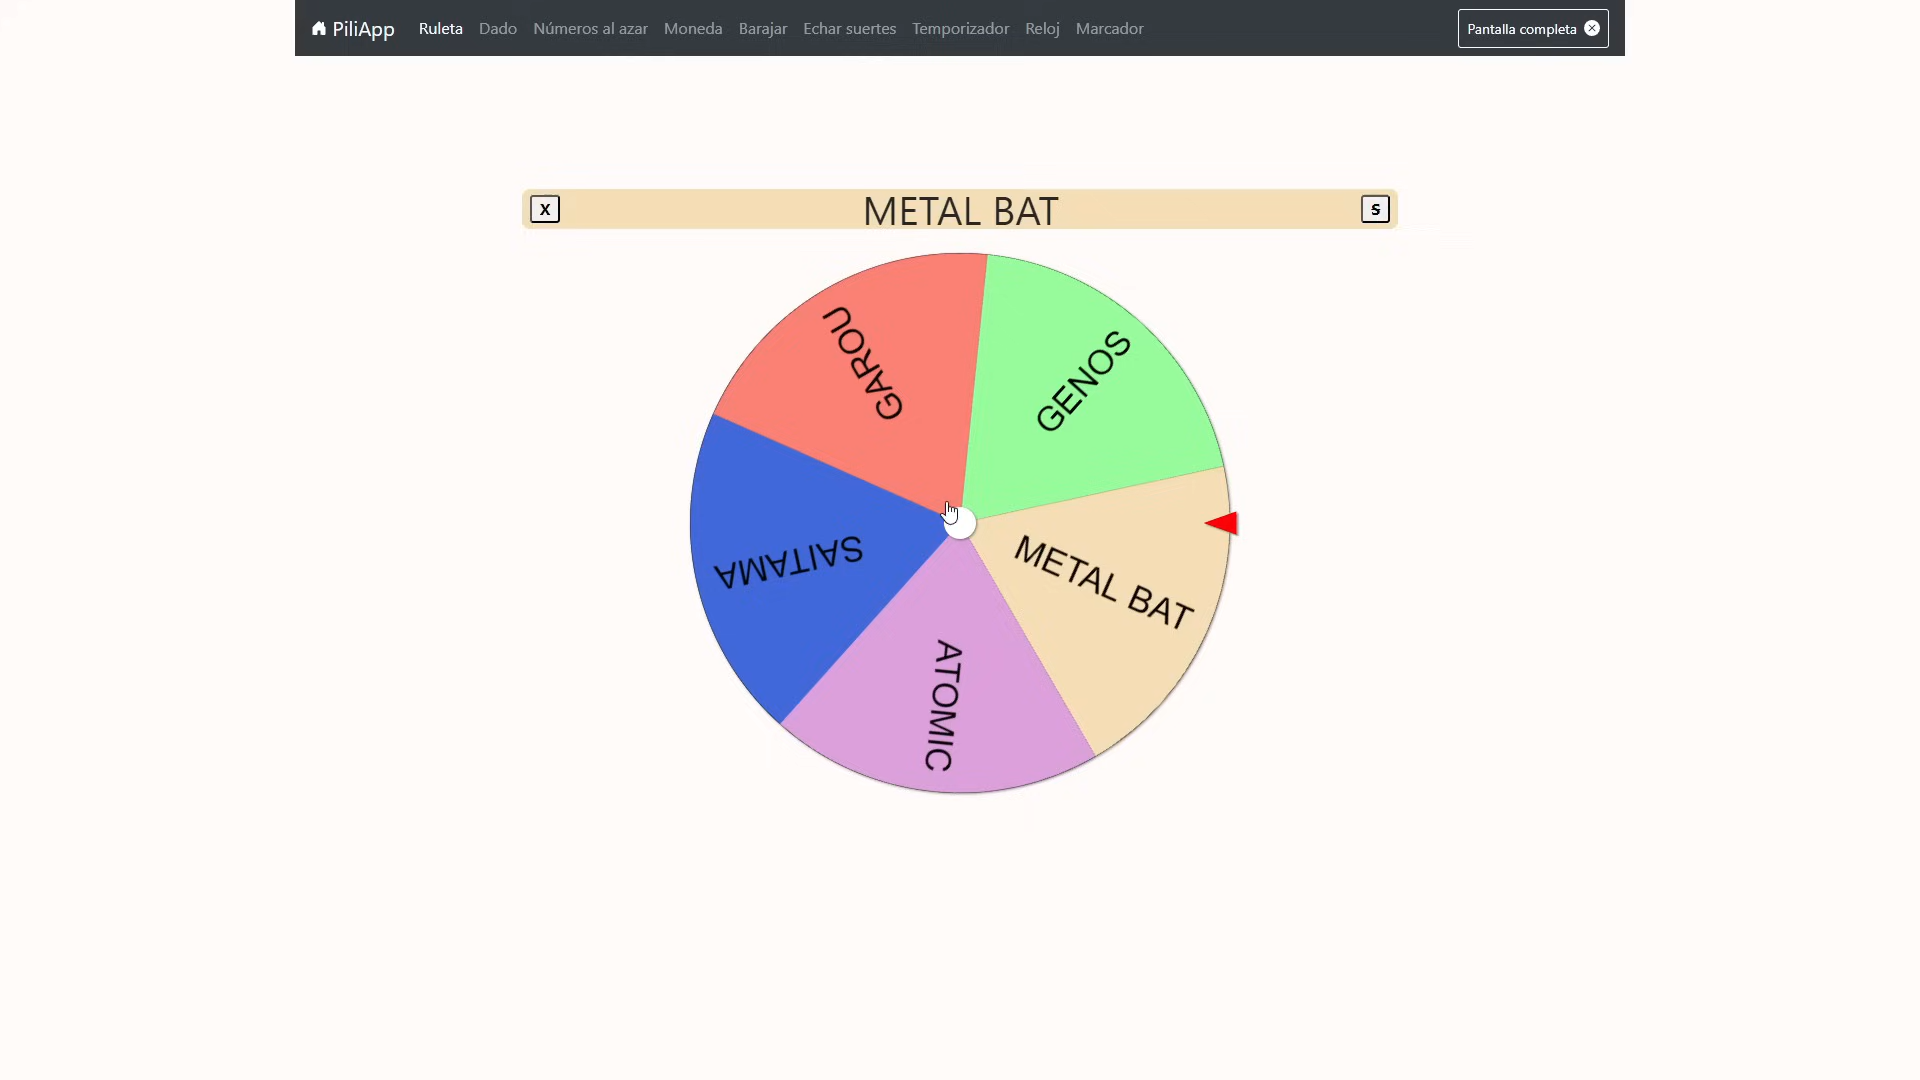 PiliApp Ruleta Dado Números al azar Moneda Barajar Echar suertes Temporizador Reloj Marcador Pantalla completa
X METAL BAT S
GAROU
GENOS
SAITAMA
METAL BAT
ATOMIC